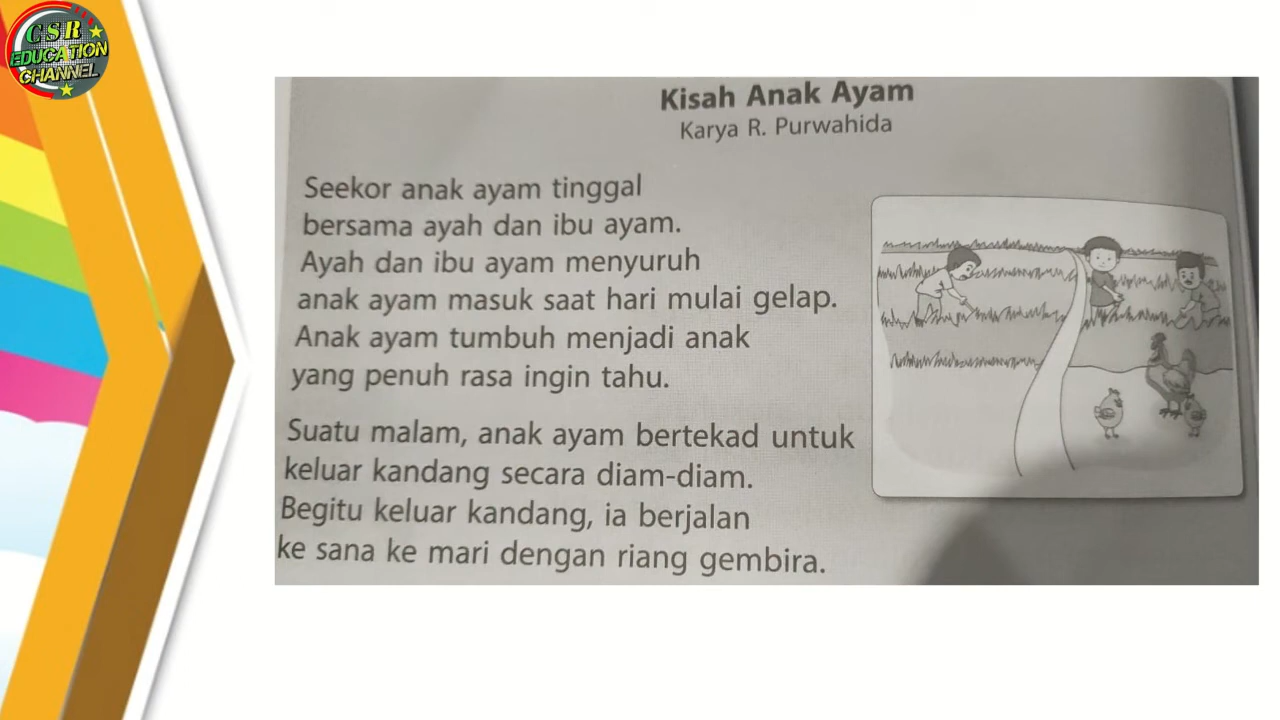 CSR
EDUCATION
CHANNEL
Kisah Anak Ayam
Karya R. Purwahida
Seekor anak ayam tinggal
bersama ayah dan ibu ayam.
Ayah dan ibu ayam menyuruh
anak ayam masuk saat hari mulai gelap.
Anak ayam tumbuh menjadi anak
yang penuh rasa ingin tahu.
Suatu malam, anak ayam bertekad untuk
keluar kandang secara diam-diam.
Begitu keluar kandang, ia berjalan
ke sana ke mari dengan riang gembira.